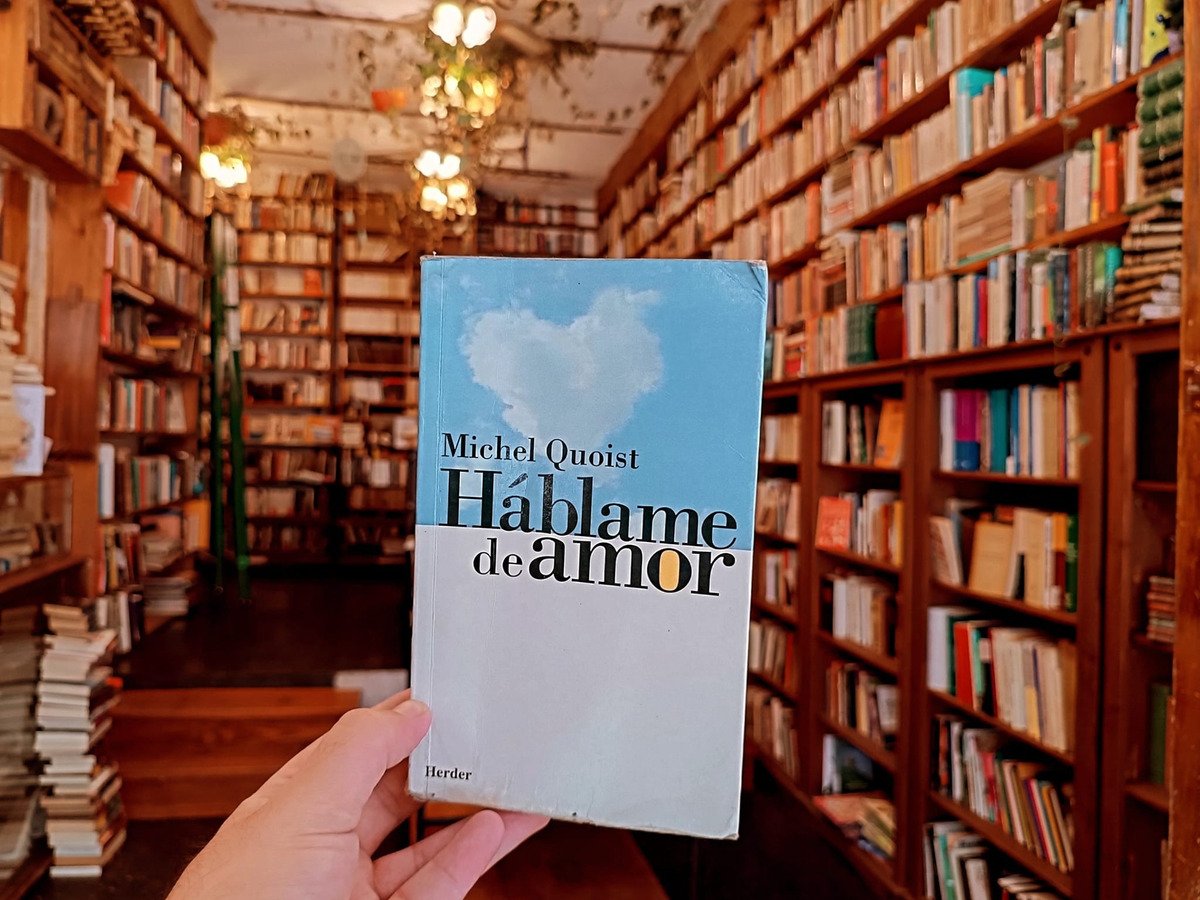 Michel Quoist
Háblame
de amor
Herder